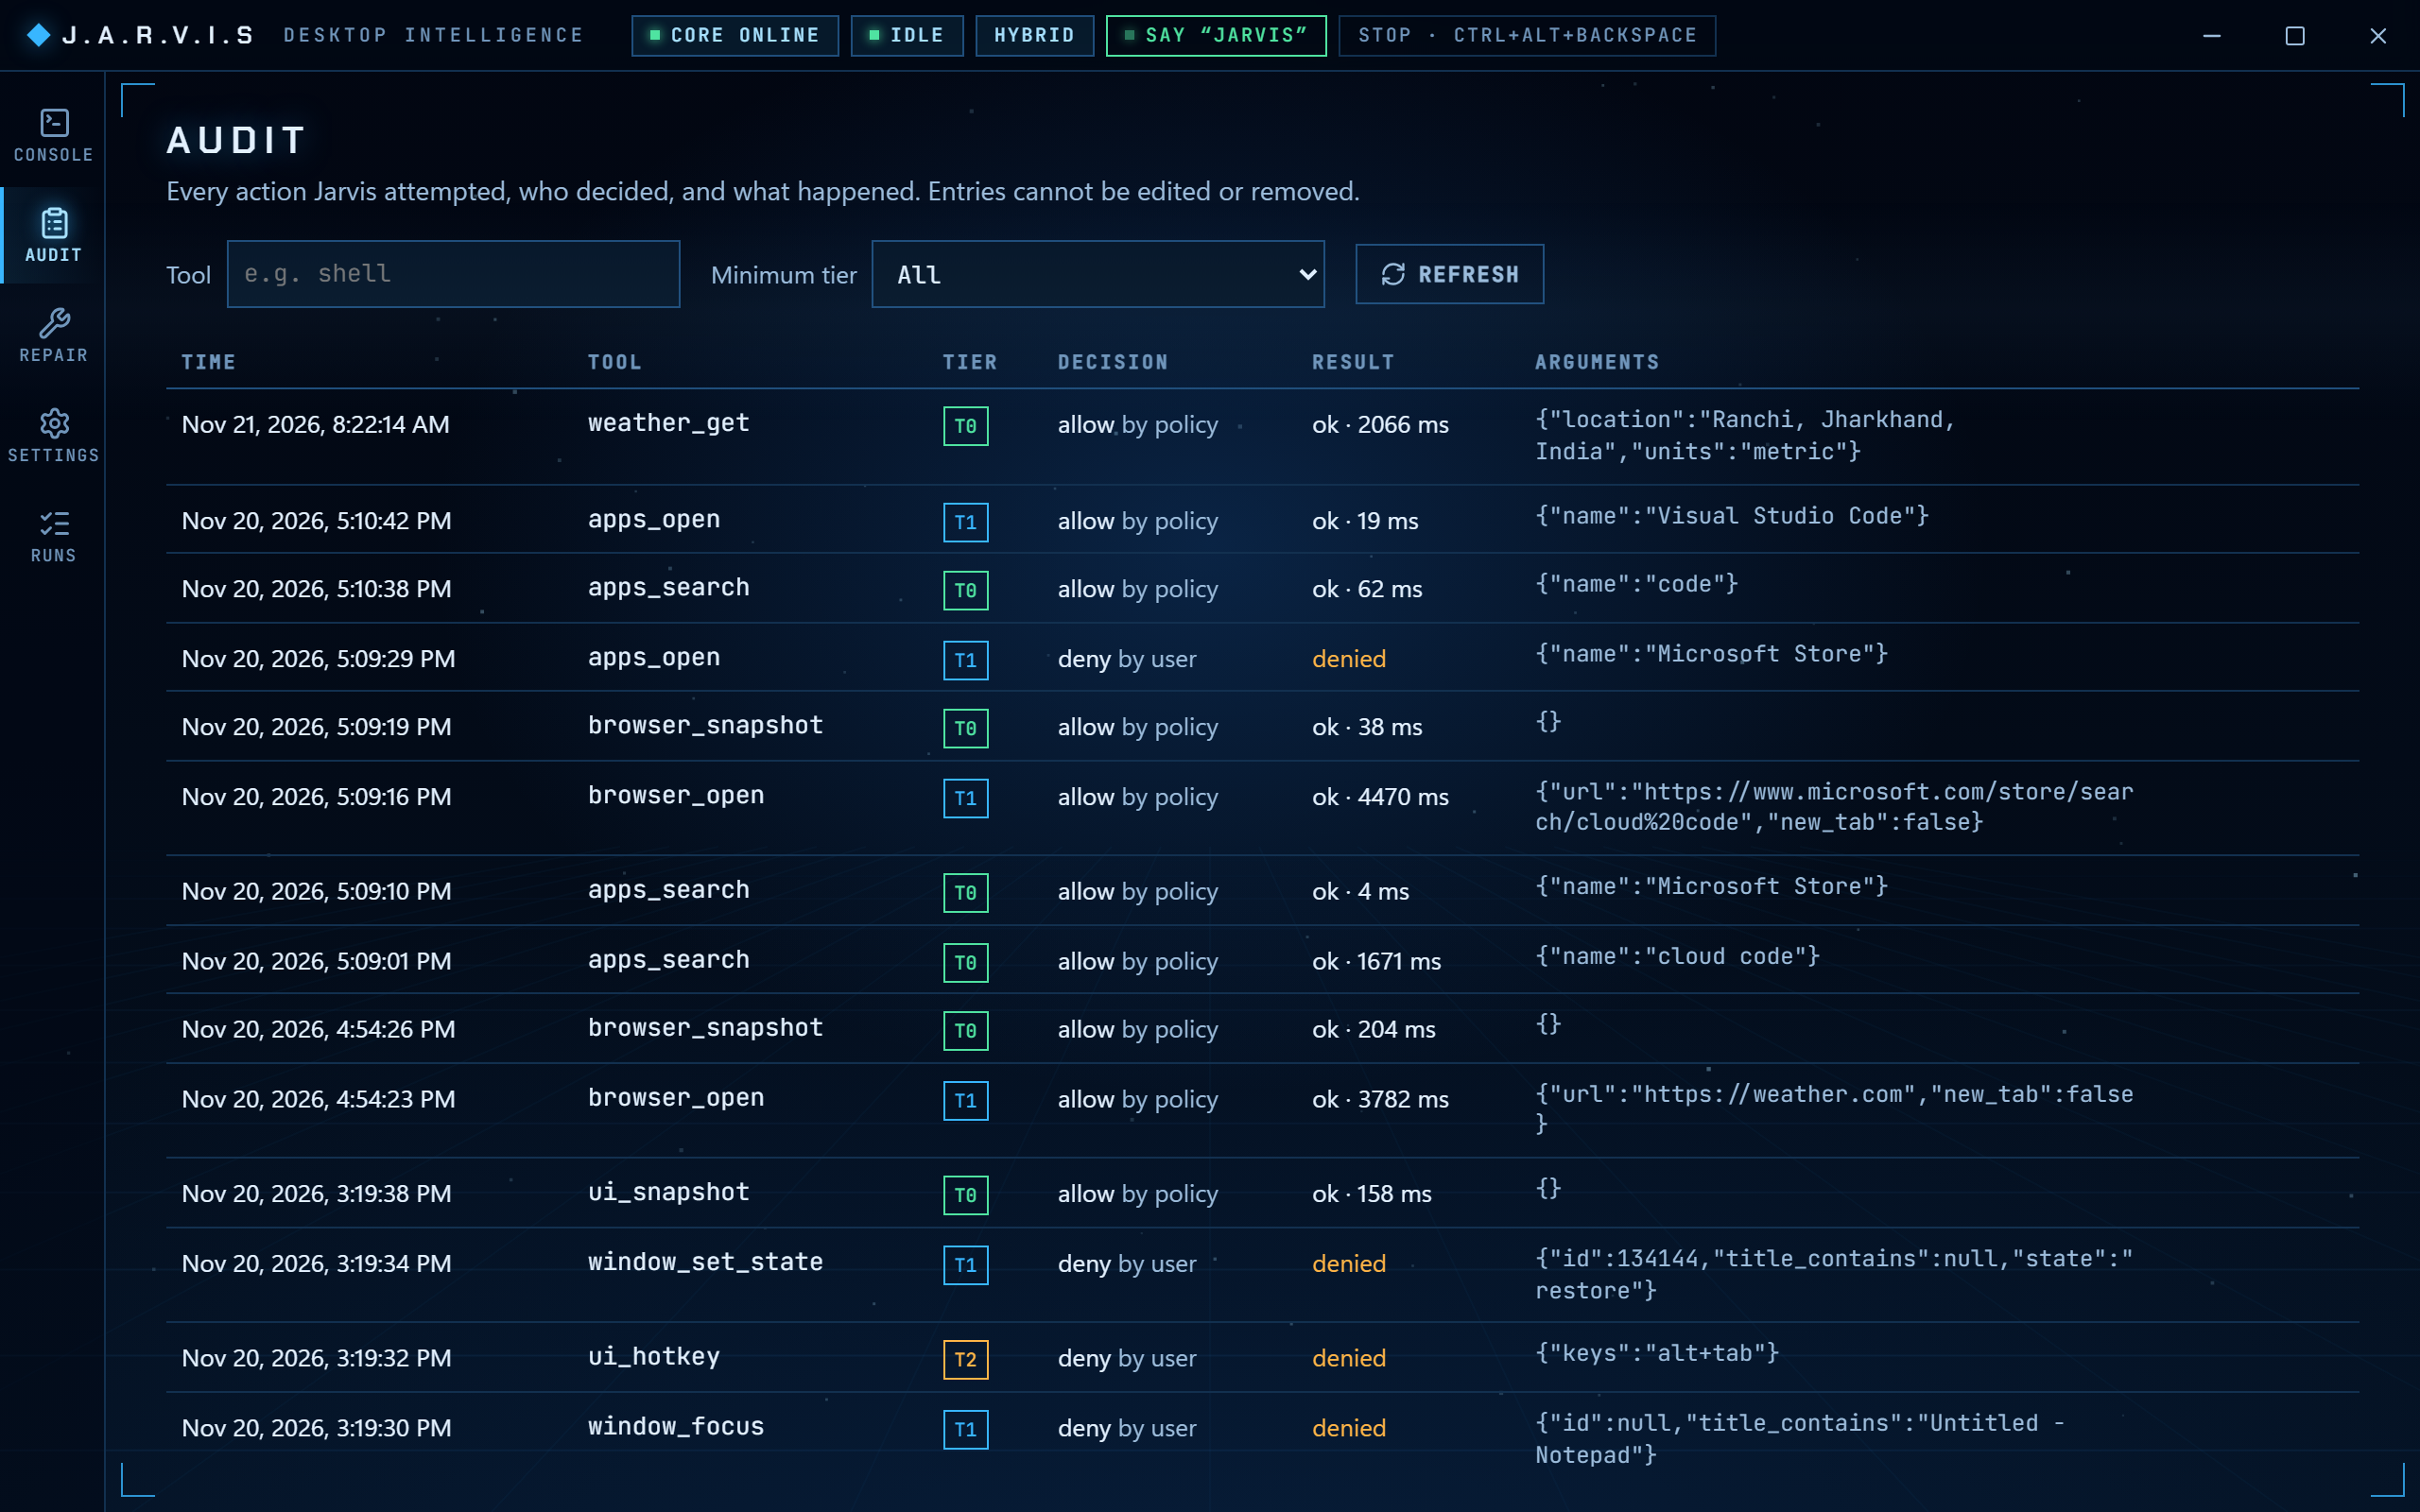 J.A.R.V.I.S DESKTOP INTELLIGENCE CORE ONLINE IDLE HYBRID SAY “JARVIS” STOP · CTRL+ALT+BACKSPACE
CONSOLE
AUDIT
REPAIR
SETTINGS
RUNS
AUDIT
Every action Jarvis attempted, who decided, and what happened. Entries cannot be edited or removed.
Tool e.g. shell Minimum tier All REFRESH
TIME TOOL TIER DECISION RESULT ARGUMENTS
Nov 21, 2026, 8:22:14 AM weather_get T0 allow by policy ok · 2066 ms {"location":"Ranchi, Jharkhand,
India","units":"metric"}
Nov 20, 2026, 5:10:42 PM apps_open T1 allow by policy ok · 19 ms {"name":"Visual Studio Code"}
Nov 20, 2026, 5:10:38 PM apps_search T0 allow by policy ok · 62 ms {"name":"code"}
Nov 20, 2026, 5:09:29 PM apps_open T1 deny by user denied {"name":"Microsoft Store"}
Nov 20, 2026, 5:09:19 PM browser_snapshot T0 allow by policy ok · 38 ms {}
Nov 20, 2026, 5:09:16 PM browser_open T1 allow by policy ok · 4470 ms {"url":"https://www.microsoft.com/store/sear
ch/cloud%20code","new_tab":false}
Nov 20, 2026, 5:09:10 PM apps_search T0 allow by policy ok · 4 ms {"name":"Microsoft Store"}
Nov 20, 2026, 5:09:01 PM apps_search T0 allow by policy ok · 1671 ms {"name":"cloud code"}
Nov 20, 2026, 4:54:26 PM browser_snapshot T0 allow by policy ok · 204 ms {}
Nov 20, 2026, 4:54:23 PM browser_open T1 allow by policy ok · 3782 ms {"url":"https://weather.com","new_tab":false
}
Nov 20, 2026, 3:19:38 PM ui_snapshot T0 allow by policy ok · 158 ms {}
Nov 20, 2026, 3:19:34 PM window_set_state T1 deny by user denied {"id":134144,"title_contains":null,"state":"
restore"}
Nov 20, 2026, 3:19:32 PM ui_hotkey T2 deny by user denied {"keys":"alt+tab"}
Nov 20, 2026, 3:19:30 PM window_focus T1 deny by user denied {"id":null,"title_contains":"Untitled -
Notepad"}